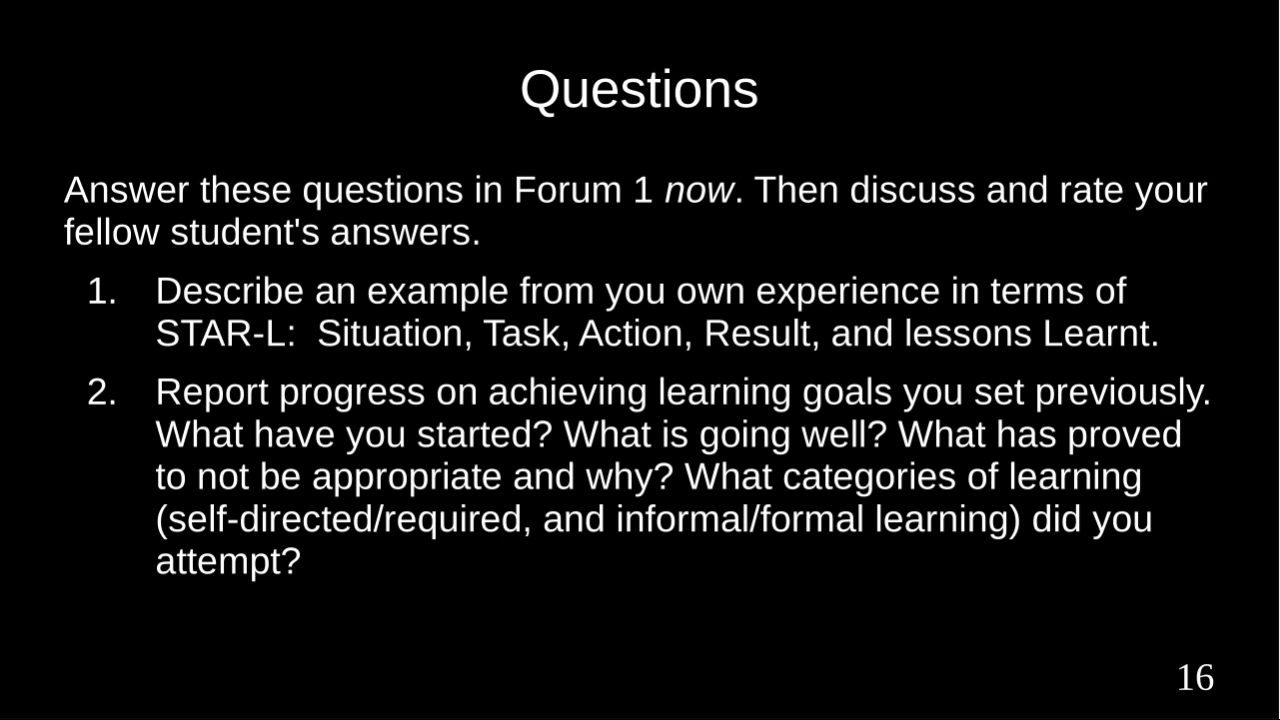 Questions
Answer these questions in Forum 1 now. Then discuss and rate your
fellow student's answers.
1. Describe an example from you own experience in terms of
STAR-L:  Situation, Task, Action, Result, and lessons Learnt.
2. Report progress on achieving learning goals you set previously.
What have you started? What is going well? What has proved
to not be appropriate and why? What categories of learning
(self-directed/required, and informal/formal learning) did you
attempt?
16